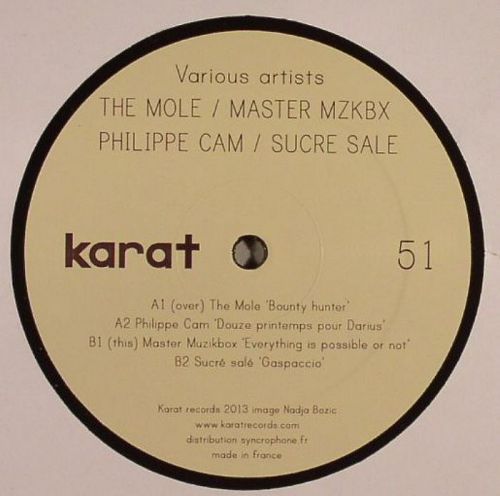 Various artists
THE MOLE / MASTER MZKBX
PHILIPPE CAM / SUCRE SALE
karat 51
A1 (over) The Mole 'Bounty hunter'
A2 Philippe Cam 'Douze printemps pour Darius'
B1 (this) Master Muzikbox 'Everything is possible or not'
B2 Sucré salé 'Gaspaccio'
Karat records 2013 image Nadja Bozic
www.karatrecords.com
distribution syncrophone.fr
made in france